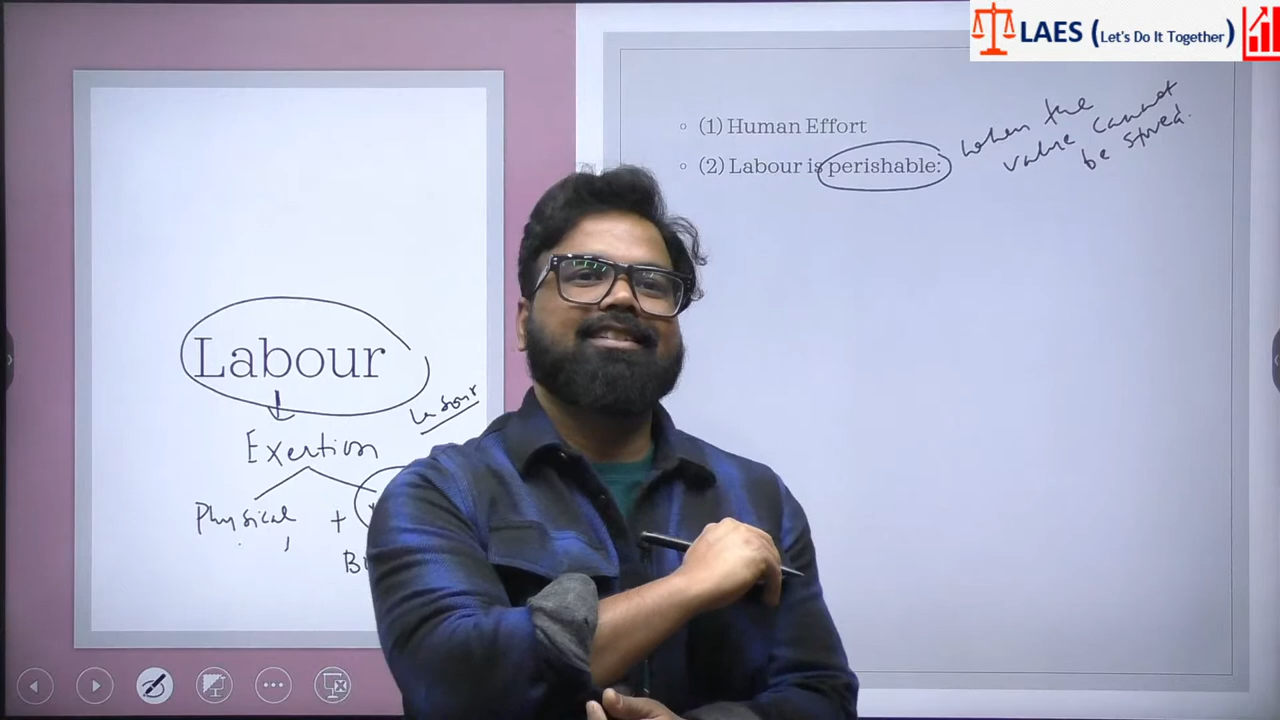 LAES (Let's Do It Together)
(1) Human Effort
(2) Labour is perishable:
when the
value cannot
be stored.
Labour
Labour
Exertion
Physical +